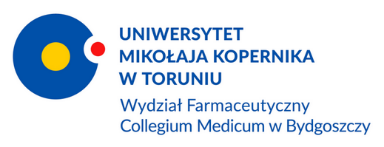 UNIWERSYTET
MIKOŁAJA KOPERNIKA
W TORUNIU
Wydział Farmaceutyczny
Collegium Medicum w Bydgoszczy